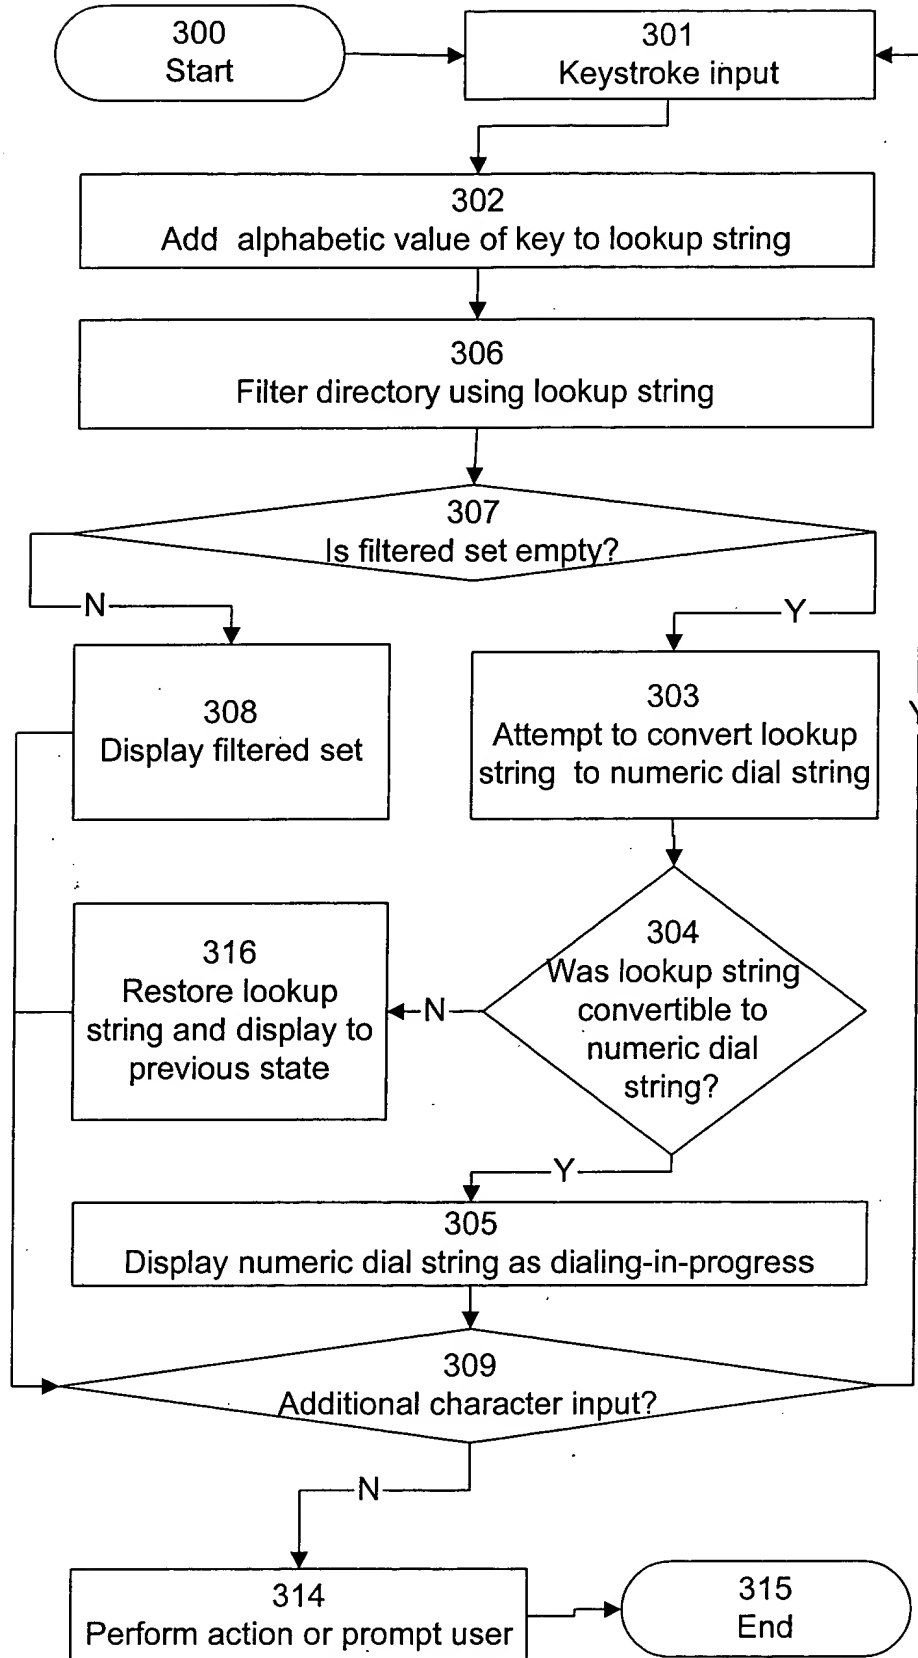 300
Start
301
Keystroke input
302
Add alphabetic value of key to lookup string
306
Filter directory using lookup string
307
Is filtered set empty?
N
Y
308
Display filtered set
303
Attempt to convert lookup
string to numeric dial string
Y
304
Was lookup string
convertible to
numeric dial
string?
316
Restore lookup
string and display to
previous state
N
Y
305
Display numeric dial string as dialing-in-progress
309
Additional character input?
N
314
Perform action or prompt user
315
End